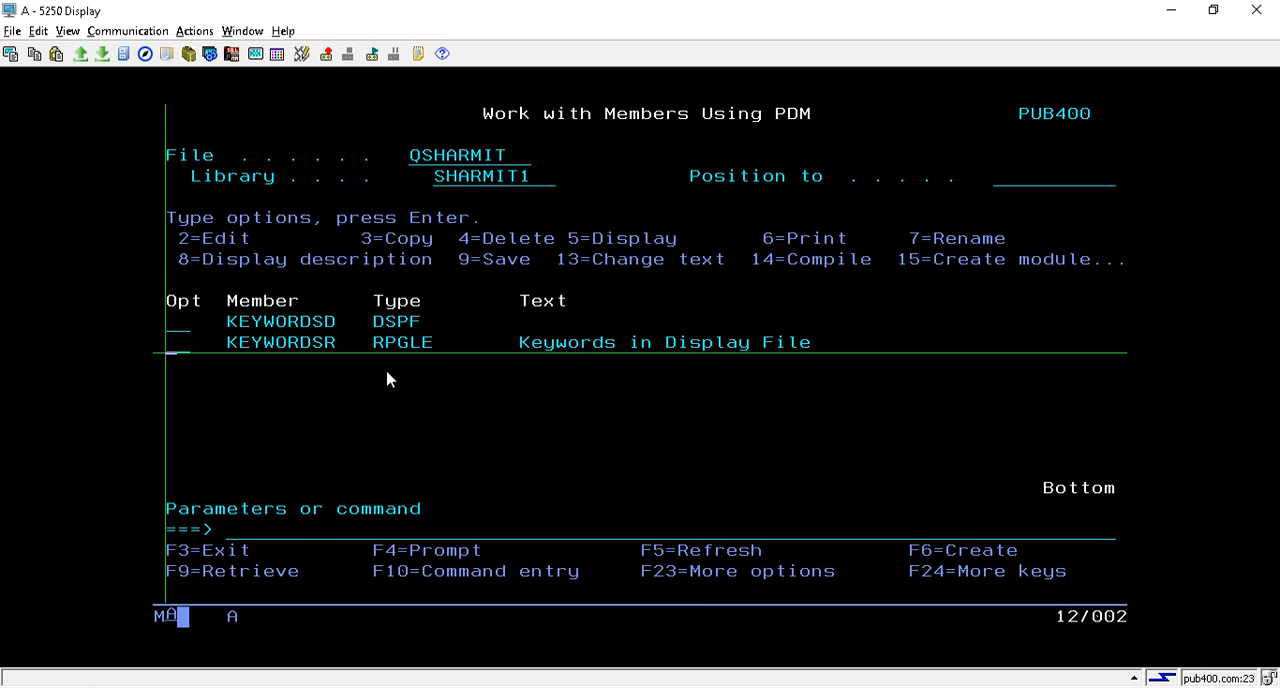 A - 5250 Display
File Edit View Communication Actions Window Help
Work with Members Using PDM PUB400
File . . . . . . QSHARMIT
Library . . . . SHARMIT1 Position to . . . . .
Type options, press Enter.
2=Edit 3=Copy 4=Delete 5=Display 6=Print 7=Rename
8=Display description 9=Save 13=Change text 14=Compile 15=Create module...
Opt Member Type Text
KEYWORDSD DSPF
KEYWORDSR RPGLE Keywords in Display File
Bottom
Parameters or command
===>
F3=Exit F4=Prompt F5=Refresh F6=Create
F9=Retrieve F10=Command entry F23=More options F24=More keys
MA A 12/002
pub400.com:23